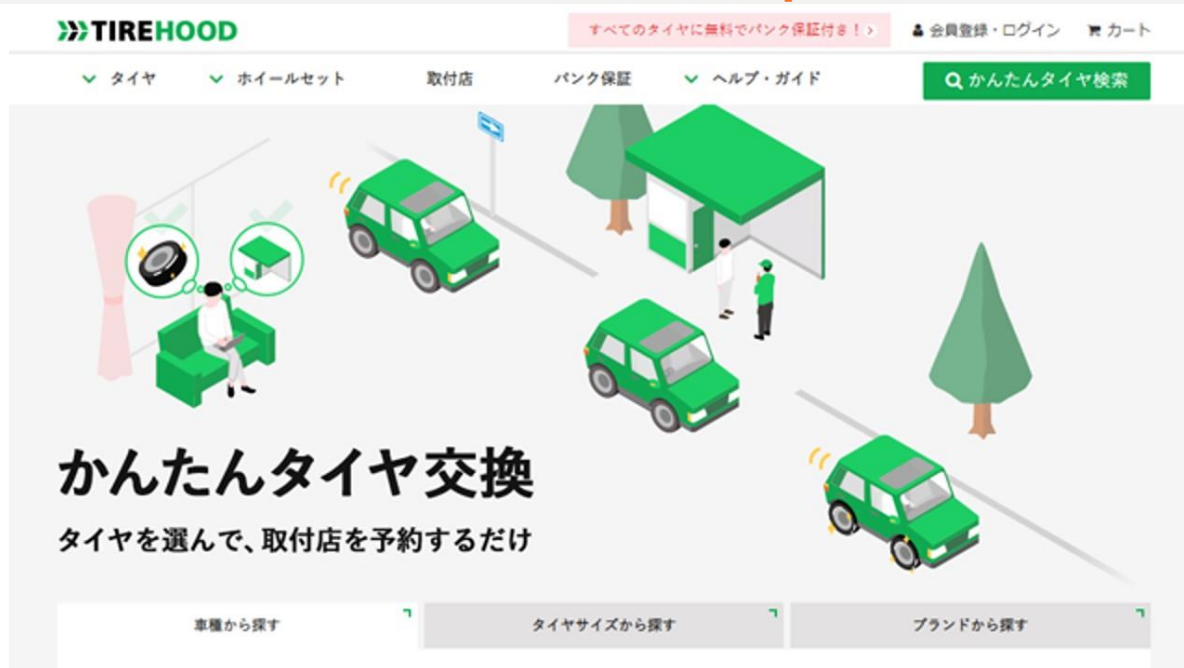 TIREHOOD
すべてのタイヤに無料でパンク保証付き！
会員登録・ログイン
カート
タイヤ
ホイールセット
取付店
パンク保証
ヘルプ・ガイド
かんたんタイヤ検索
かんたんタイヤ交換
タイヤを選んで、取付店を予約するだけ
車種から探す
タイヤサイズから探す
ブランドから探す